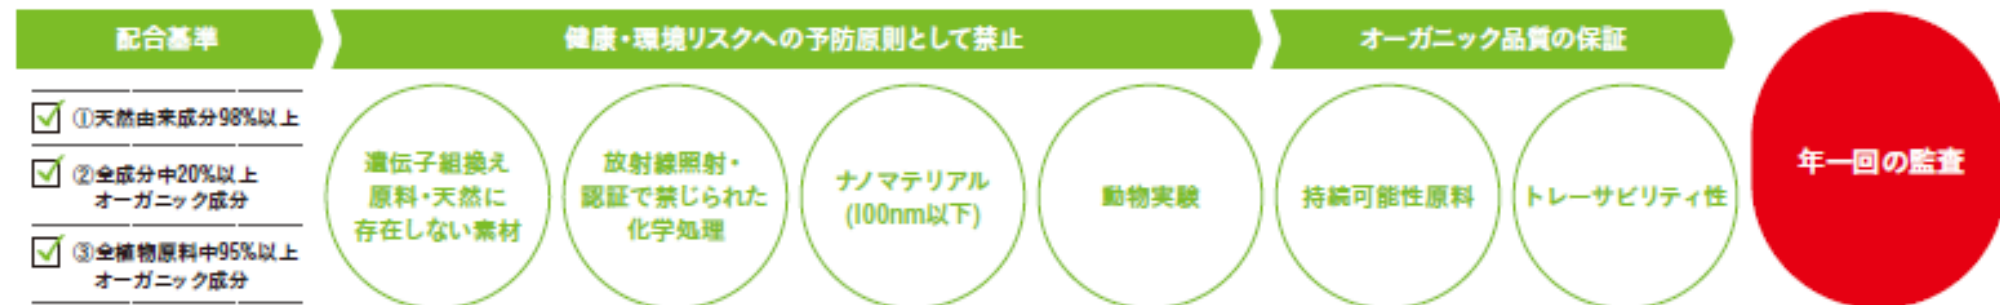 配合基準
健康・環境リスクへの予防原則として禁止
オーガニック品質の保証
①天然由来成分98%以上
②全成分中20%以上
オーガニック成分
③全植物原料中95%以上
オーガニック成分
遺伝子組換え
原料・天然に
存在しない素材
放射線照射・
認証で禁じられた
化学処理
ナノマテリアル
(100nm以下)
動物実験
持続可能性原料
トレーサビリティ性
年一回の監査